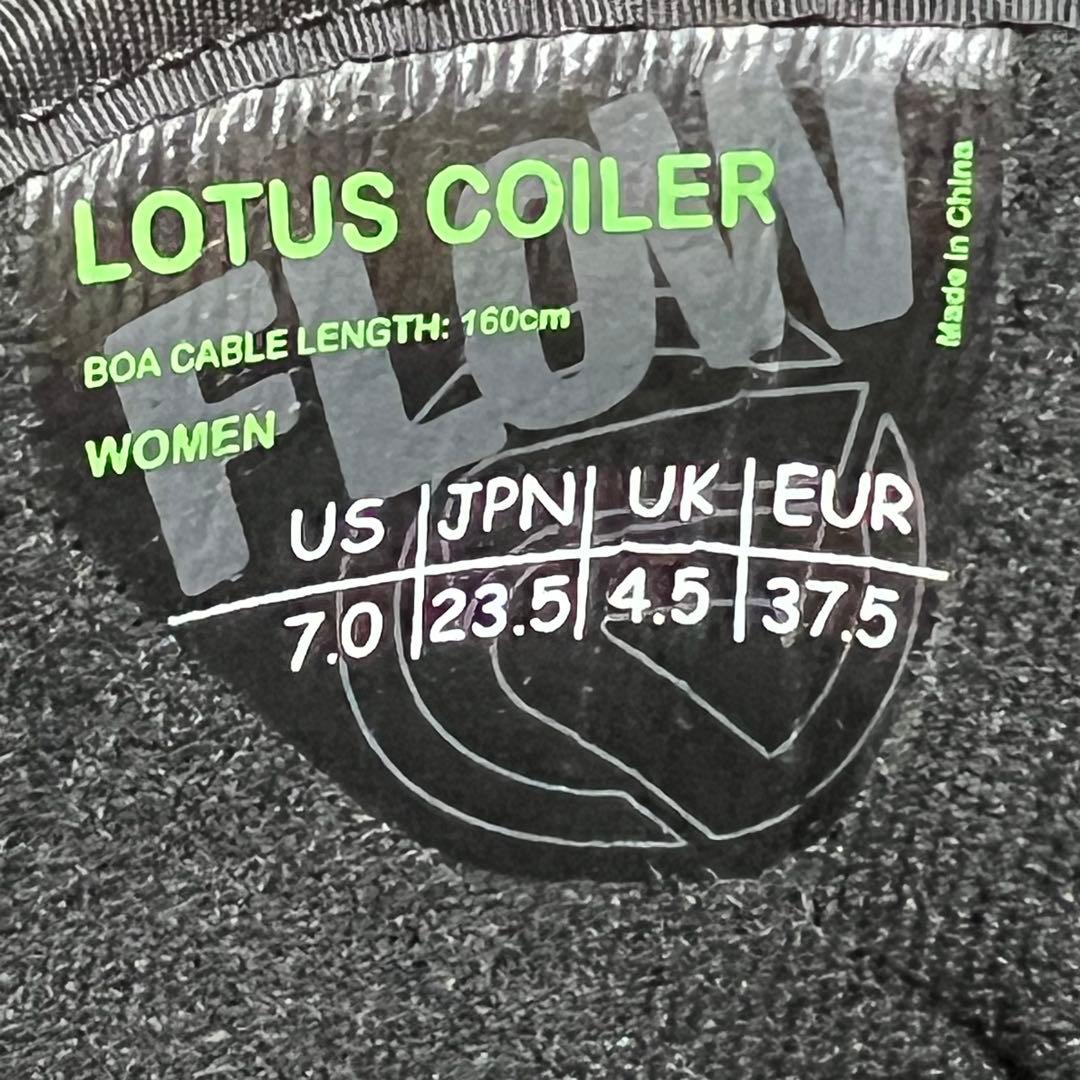 FLOW
LOTUS COILER
BOA CABLE LENGTH: 160cm
WOMEN
US JPN UK EUR
7.0 23.5 4.5 37.5
Made in China